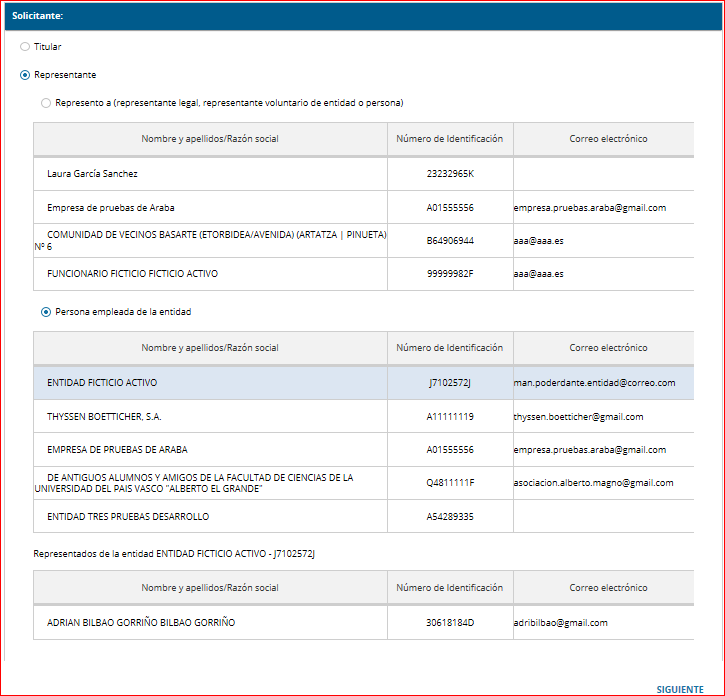 Solicitante:
Titular
Representante
Represento a (representante legal, representante voluntario de entidad o persona)
Nombre y apellidos/Razón social Número de Identificación Correo electrónico
Laura García Sanchez 23232965K
Empresa de pruebas de Araba A01555556 empresa.pruebas.araba@gmail.com
COMUNIDAD DE VECINOS BASARTE (ETORBIDEA/AVENIDA) (ARTATZA | PINUETA)
Nº 6 B64906944 aaa@aaa.es
FUNCIONARIO FICTICIO FICTICIO ACTIVO 99999982F aaa@aaa.es
Persona empleada de la entidad
Nombre y apellidos/Razón social Número de Identificación Correo electrónico
ENTIDAD FICTICIO ACTIVO J7102572J man.poderdante.entidad@correo.com
THYSSEN BOETTICHER, S.A. A11111119 thyssen.boetticher@gmail.com
EMPRESA DE PRUEBAS DE ARABA A01555556 empresa.pruebas.araba@gmail.com
DE ANTIGUOS ALUMNOS Y AMIGOS DE LA FACULTAD DE CIENCIAS DE LA
UNIVERSIDAD DEL PAIS VASCO "ALBERTO EL GRANDE" Q4811111F asociacion.alberto.magno@gmail.com
ENTIDAD TRES PRUEBAS DESARROLLO A54289335
Representados de la entidad ENTIDAD FICTICIO ACTIVO - J7102572J
Nombre y apellidos/Razón social Número de Identificación Correo electrónico
ADRIAN BILBAO GORRIÑO BILBAO GORRIÑO 30618184D adribilbao@gmail.com
SIGUIENTE